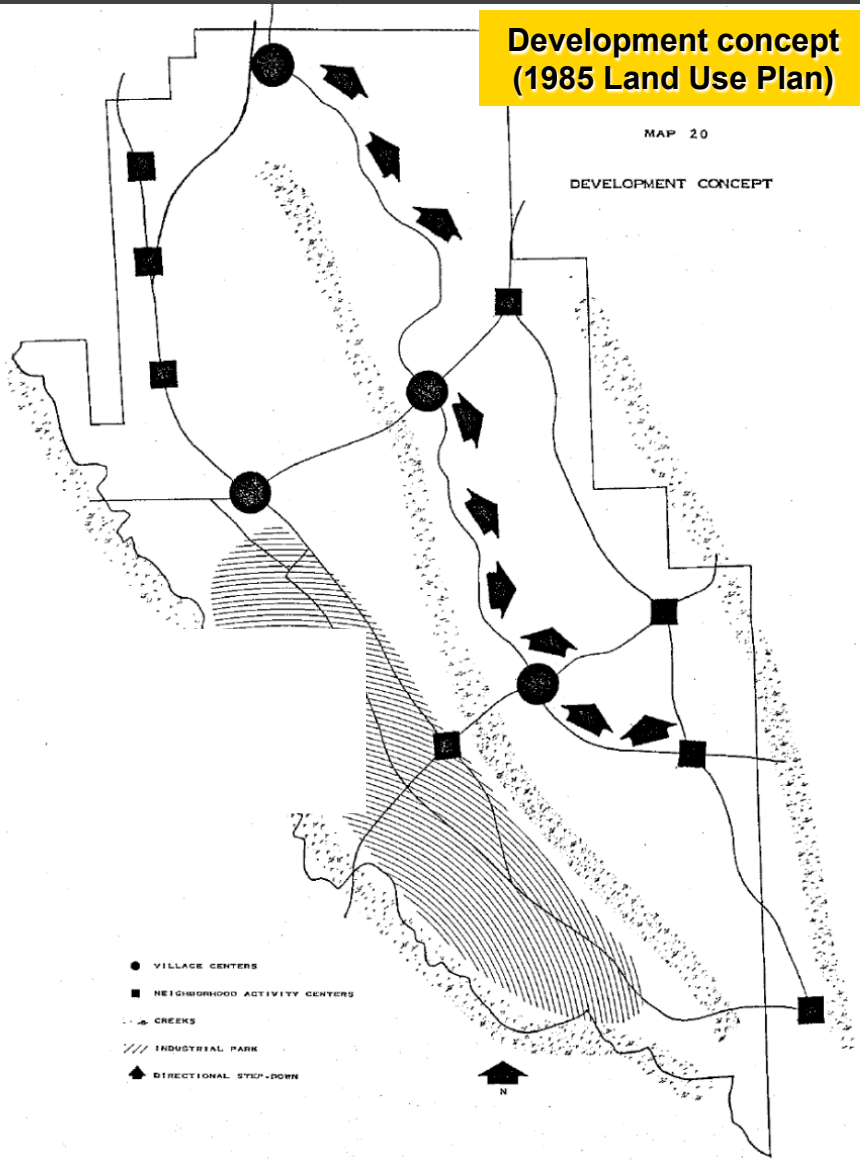 Development concept
(1985 Land Use Plan)
MAP 20
DEVELOPMENT CONCEPT
VILLAGE CENTERS
NEIGHBORHOOD ACTIVITY CENTERS
CREEKS
INDUSTRIAL PARK
DIRECTIONAL STEP-DOWN
N